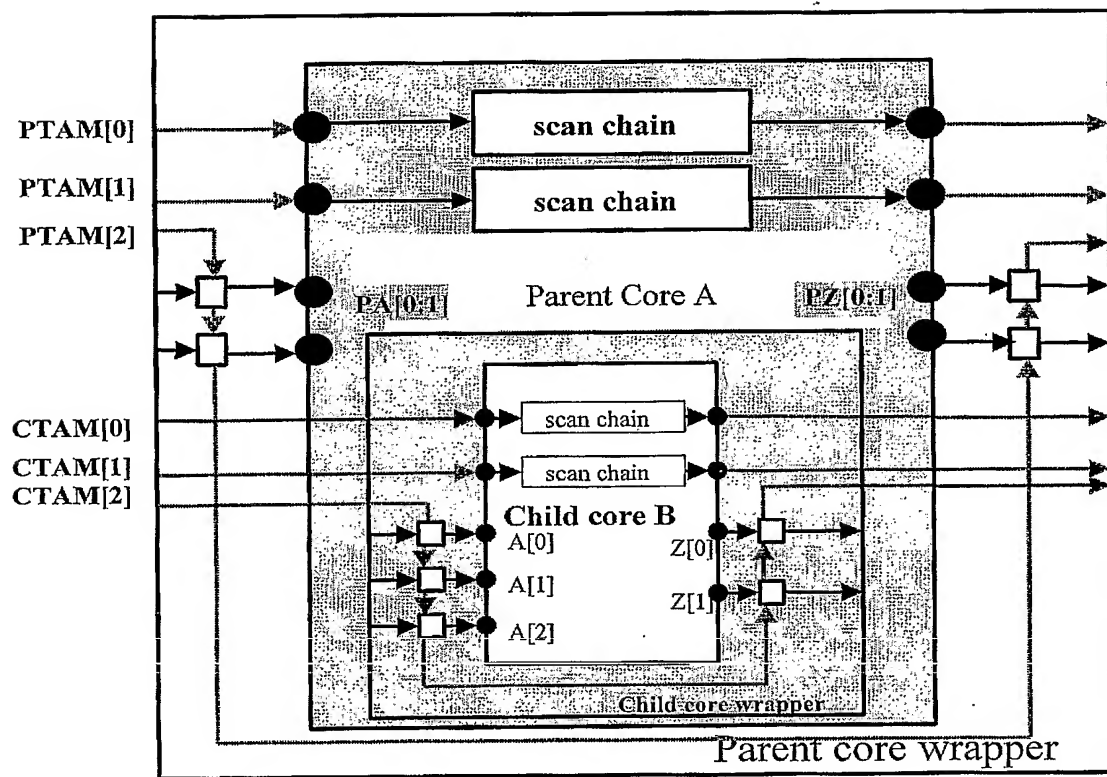 PTAM[0]
scan chain
PTAM[1]
scan chain
PTAM[2]
PA[0:1]
Parent Core A
PZ[0:1]
CTAM[0]
scan chain
CTAM[1]
scan chain
CTAM[2]
Child core B
A[0]
Z[0]
A[1]
Z[1]
A[2]
Child core wrapper
Parent core wrapper